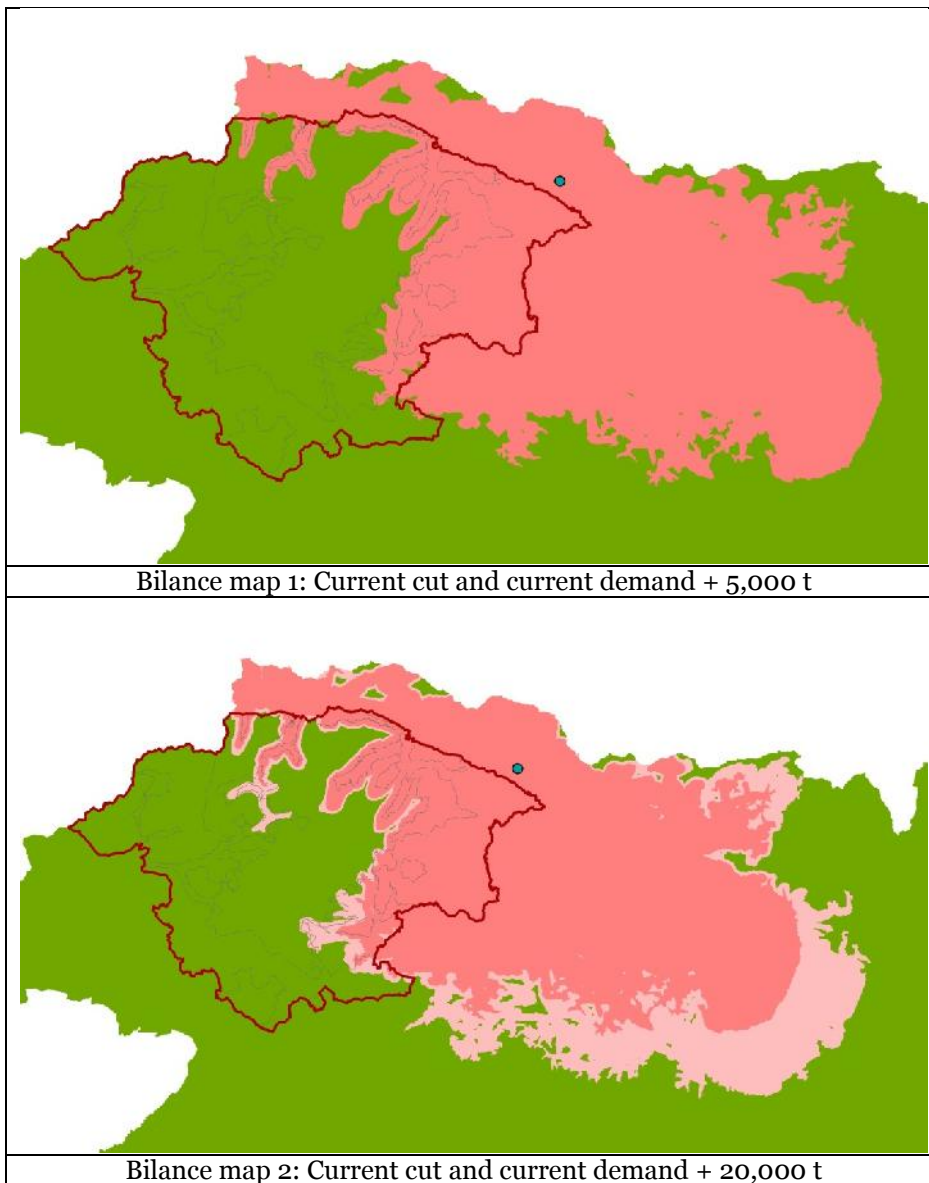 Bilance map 1: Current cut and current demand + 5,000 t
Bilance map 2: Current cut and current demand + 20,000 t